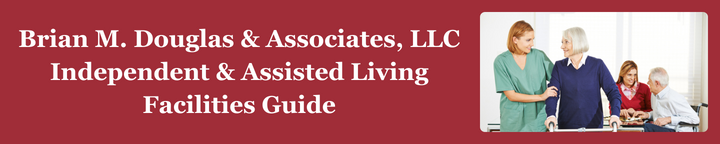 Brian M. Douglas & Associates, LLC
Independent & Assisted Living
Facilities Guide